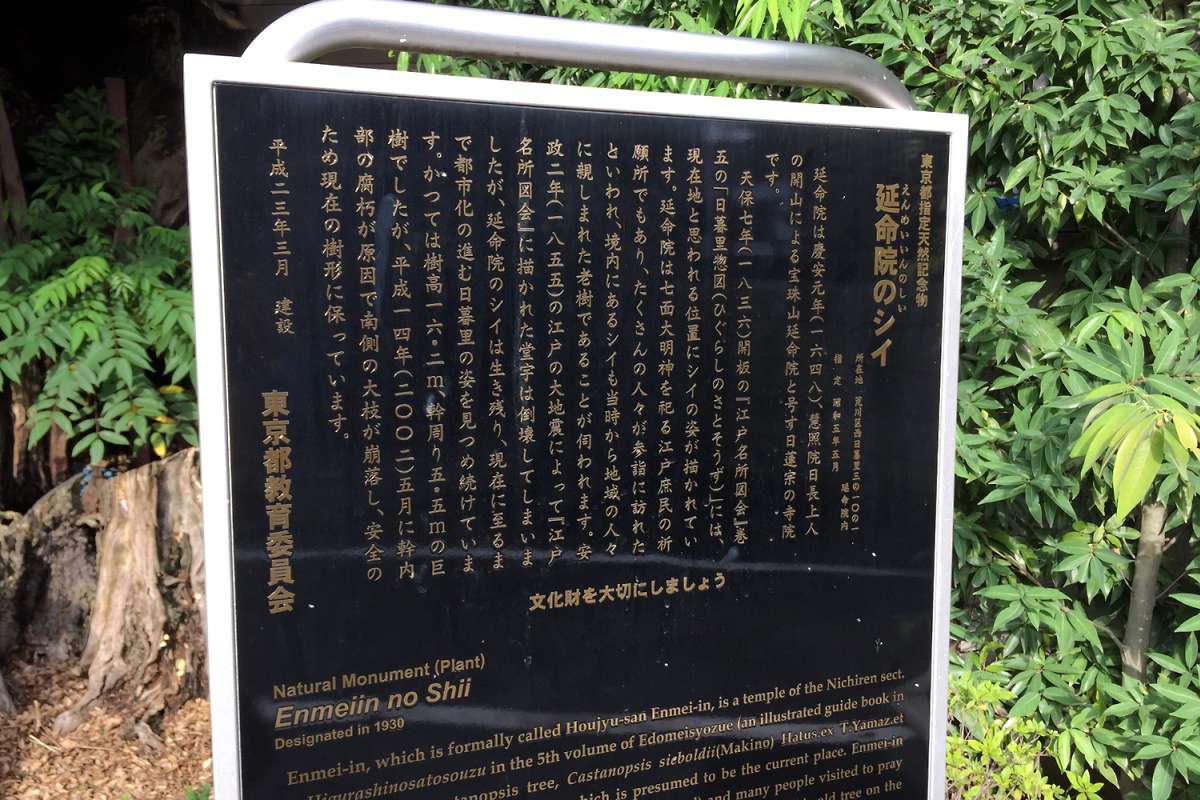 東京都指定天然記念物
えんめいいんのしい
延命院のシイ
所在地 荒川区西日暮里三の一〇の一
延命院内
指定 昭和五年五月
延命院は慶安元年(一六四八)、慧照院日長上人
の開山による宝珠山延命院と号す日蓮宗の寺院
です。
天保七年(一八三六)開板の『江戸名所図会』巻
五の「日暮里惣図(ひぐらしのさとそうず)」には、
現在地と思われる位置にシイの姿が描かれてい
ます。延命院は七面大明神を祀る江戸庶民の祈
願所でもあり、たくさんの人々が参詣に訪れた
といわれ、境内にあるシイも当時から地域の人々
に親しまれた老樹であることが伺われます。安
政二年(一八五五)の江戸の大地震によって『江戸
名所図会』に描かれた堂宇は倒壊してしまいま
したが、延命院のシイは生き残り、現在に至るま
で都市化の進む日暮里の姿を見つめ続けていま
す。かつては樹高一六・二m、幹周り五・五mの巨
樹でしたが、平成一四年(二〇〇二)五月に幹内
部の腐朽が原因で南側の大枝が崩落し、安全の
ため現在の樹形に保っています。
平成二三年三月 建設
東京都教育委員会
文化財を大切にしましょう
Natural Monument (Plant)
Enmeiin no Shii
Designated in 1930
Enmei-in, which is formally called Houjyu-san Enmei-in, is a temple of the Nichiren sect.
Higurashinosatosouzu in the 5th volume of Edomeisyozue (an illustrated guide book in
tree, Castanopsis sieboldii(Makino) Hatus.ex T.Yamaz.et
which is presumed to be the current place. Enmei-in
and many people visited to pray
old tree on the